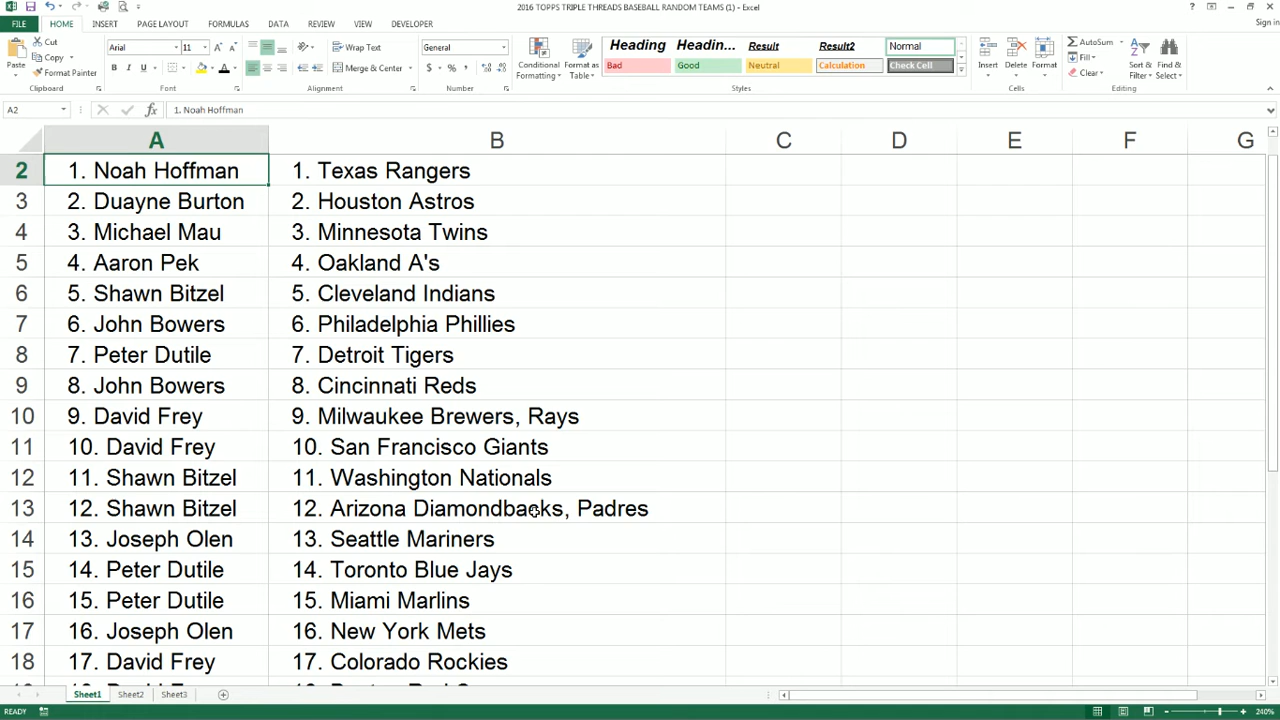 2016 TOPPS TRIPLE THREADS BASEBALL RANDOM TEAMS (1) - Excel
FILE HOME INSERT PAGE LAYOUT FORMULAS DATA REVIEW VIEW DEVELOPER Sign in
Paste Cut Copy Format Painter Clipboard
Arial 11 Font
Wrap Text Merge & Center Alignment
General Number
Conditional Formatting Format as Table
Heading Headin... Result Result2 Normal
Bad Good Neutral Calculation Check Cell
Styles
Insert Delete Format Cells
AutoSum Fill Clear Sort & Filter Find & Select Editing
A2 fx 1. Noah Hoffman
A B C D E F G
2 1. Noah Hoffman 1. Texas Rangers
3 2. Duayne Burton 2. Houston Astros
4 3. Michael Mau 3. Minnesota Twins
5 4. Aaron Pek 4. Oakland A's
6 5. Shawn Bitzel 5. Cleveland Indians
7 6. John Bowers 6. Philadelphia Phillies
8 7. Peter Dutile 7. Detroit Tigers
9 8. John Bowers 8. Cincinnati Reds
10 9. David Frey 9. Milwaukee Brewers, Rays
11 10. David Frey 10. San Francisco Giants
12 11. Shawn Bitzel 11. Washington Nationals
13 12. Shawn Bitzel 12. Arizona Diamondbacks, Padres
14 13. Joseph Olen 13. Seattle Mariners
15 14. Peter Dutile 14. Toronto Blue Jays
16 15. Peter Dutile 15. Miami Marlins
17 16. Joseph Olen 16. New York Mets
18 17. David Frey 17. Colorado Rockies
Sheet1 Sheet2 Sheet3
READY 240%